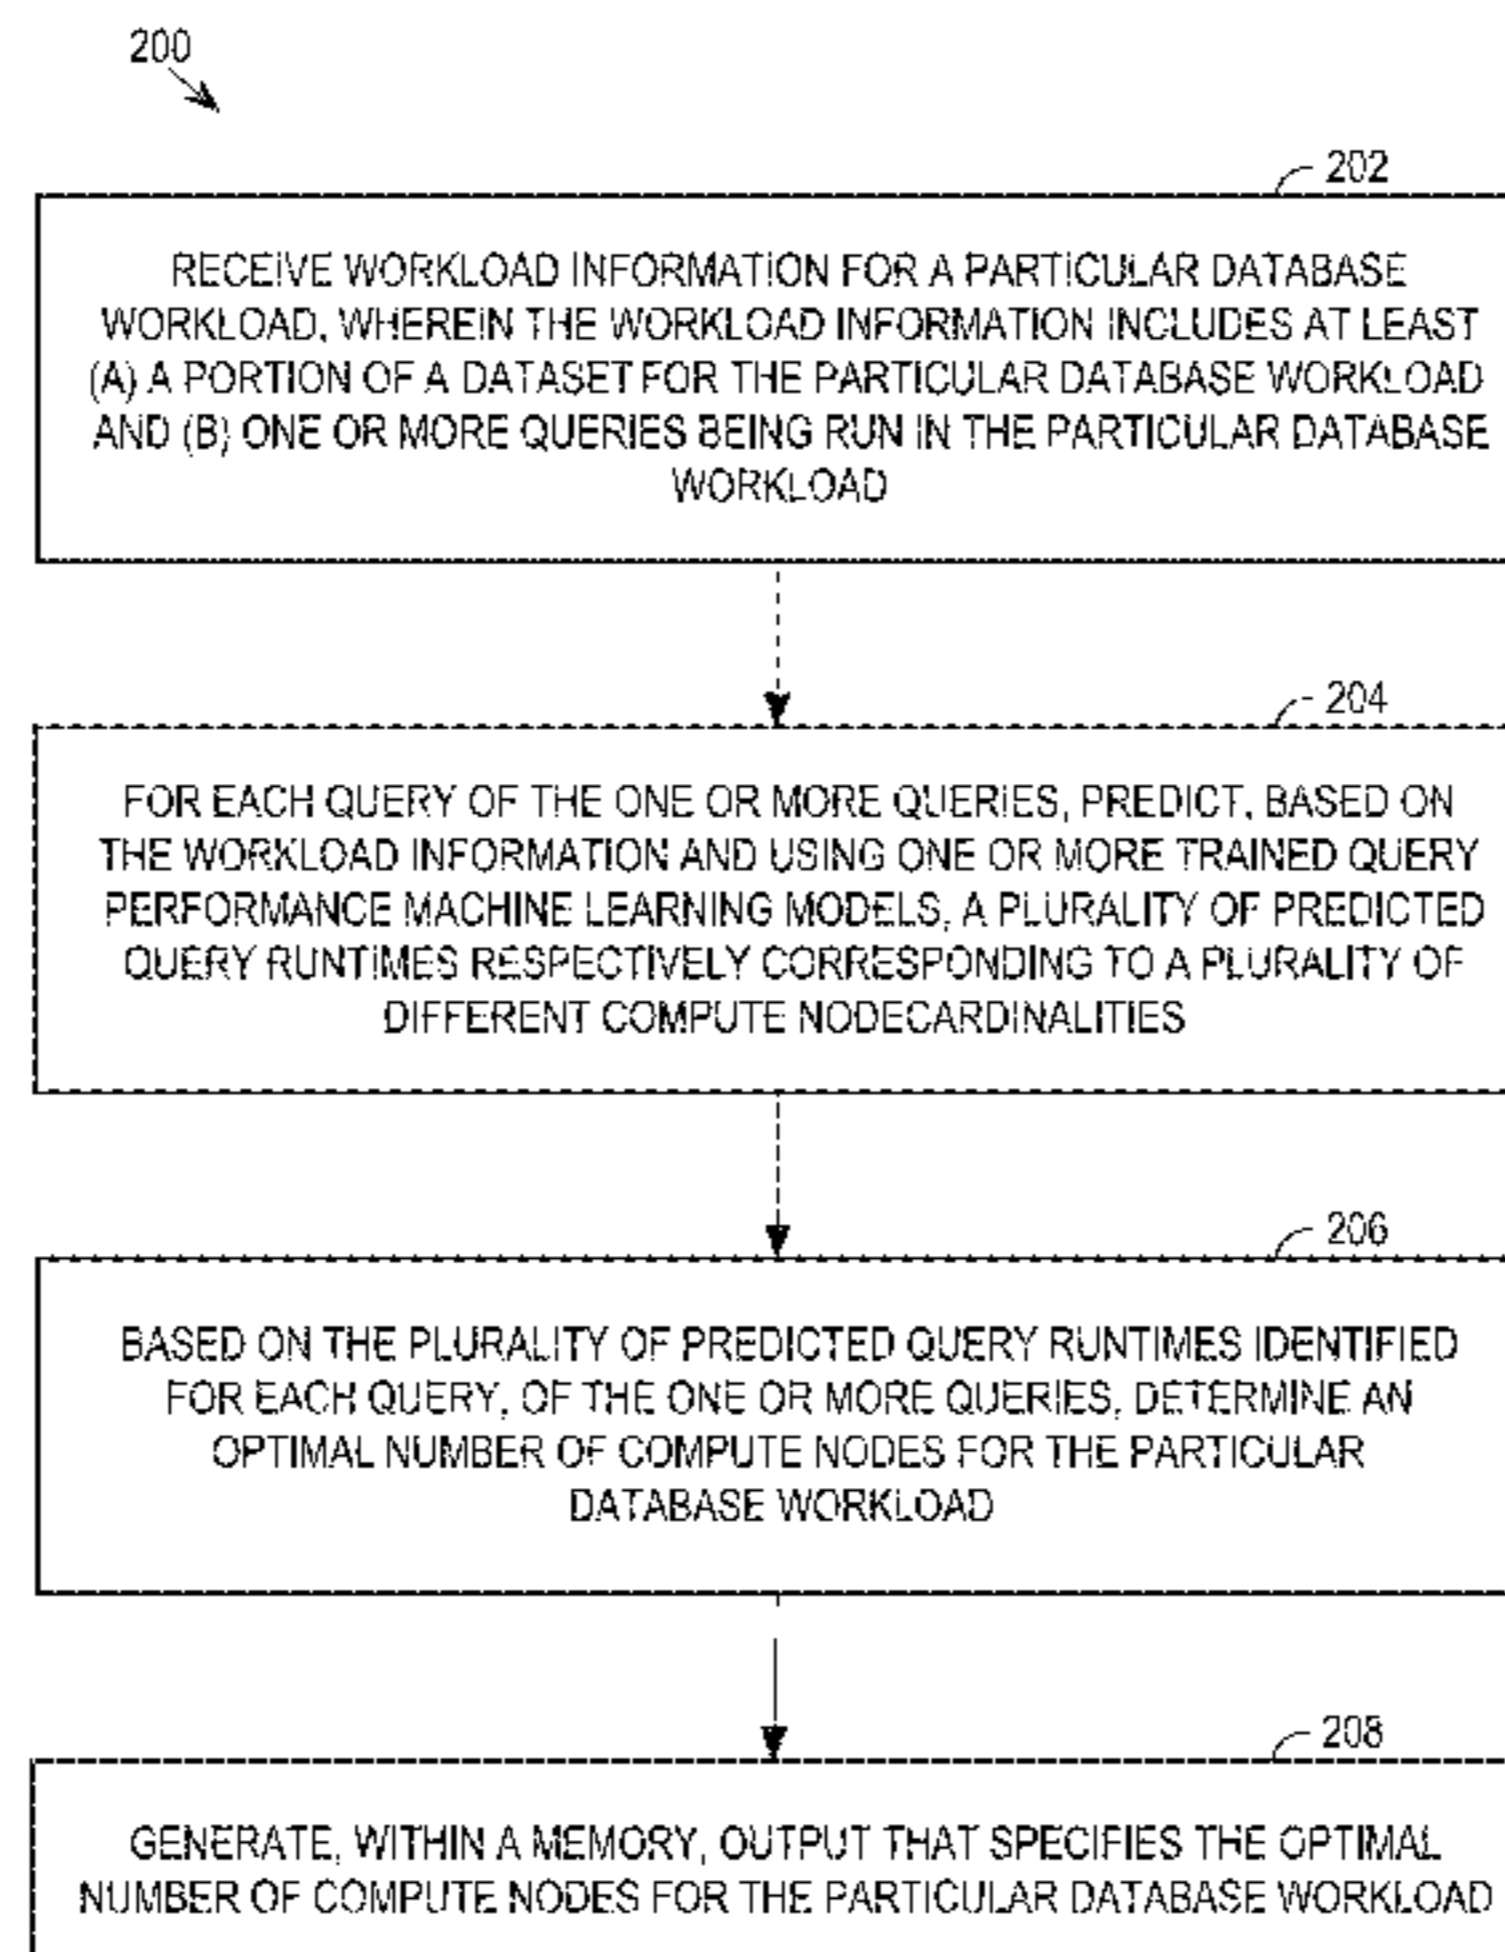 200
202
RECEIVE WORKLOAD INFORMATION FOR A PARTICULAR DATABASE
WORKLOAD, WHEREIN THE WORKLOAD INFORMATION INCLUDES AT LEAST
(A) A PORTION OF A DATASET FOR THE PARTICULAR DATABASE WORKLOAD
AND (B) ONE OR MORE QUERIES BEING RUN IN THE PARTICULAR DATABASE
WORKLOAD
204
FOR EACH QUERY OF THE ONE OR MORE QUERIES, PREDICT, BASED ON
THE WORKLOAD INFORMATION AND USING ONE OR MORE TRAINED QUERY
PERFORMANCE MACHINE LEARNING MODELS, A PLURALITY OF PREDICTED
QUERY RUNTIMES RESPECTIVELY CORRESPONDING TO A PLURALITY OF
DIFFERENT COMPUTE NODECARDINALITIES
206
BASED ON THE PLURALITY OF PREDICTED QUERY RUNTIMES IDENTIFIED
FOR EACH QUERY, OF THE ONE OR MORE QUERIES, DETERMINE AN
OPTIMAL NUMBER OF COMPUTE NODES FOR THE PARTICULAR
DATABASE WORKLOAD
208
GENERATE, WITHIN A MEMORY, OUTPUT THAT SPECIFIES THE OPTIMAL
NUMBER OF COMPUTE NODES FOR THE PARTICULAR DATABASE WORKLOAD